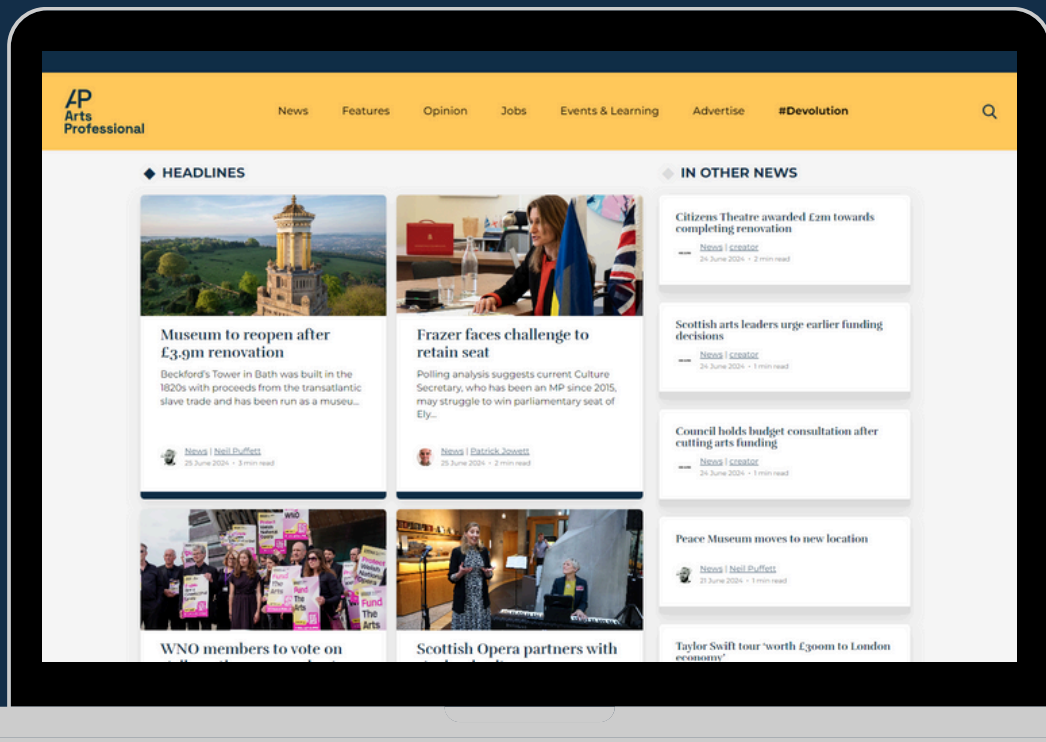 AP
Arts
Professional
News Features Opinion Jobs Events & Learning Advertise #Devolution
HEADLINES
Museum to reopen after
£3.9m renovation
Beckford's Tower in Bath was built in the
1820s with proceeds from the transatlantic
slave trade and has been run as a museu...
News | Neil Puffett
25 June 2024 • 3 min read
Frazer faces challenge to
retain seat
Polling analysis suggests current Culture
Secretary, who has been an MP since 2015,
may struggle to win parliamentary seat of
Ely...
News | Patrick Jowett
25 June 2024 • 2 min read
WNO
Protect
Welsh
National
Opera
Fund
The
Arts
Fund
The
Arts
WNO members to vote on
Scottish Opera partners with
IN OTHER NEWS
Citizens Theatre awarded £2m towards
completing renovation
News | creator
24 June 2024 • 2 min read
Scottish arts leaders urge earlier funding
decisions
News | creator
24 June 2024 • 1 min read
Council holds budget consultation after
cutting arts funding
News | creator
24 June 2024 • 1 min read
Peace Museum moves to new location
News | Neil Puffett
21 June 2024 • 1 min read
Taylor Swift tour 'worth £300m to London
economy'